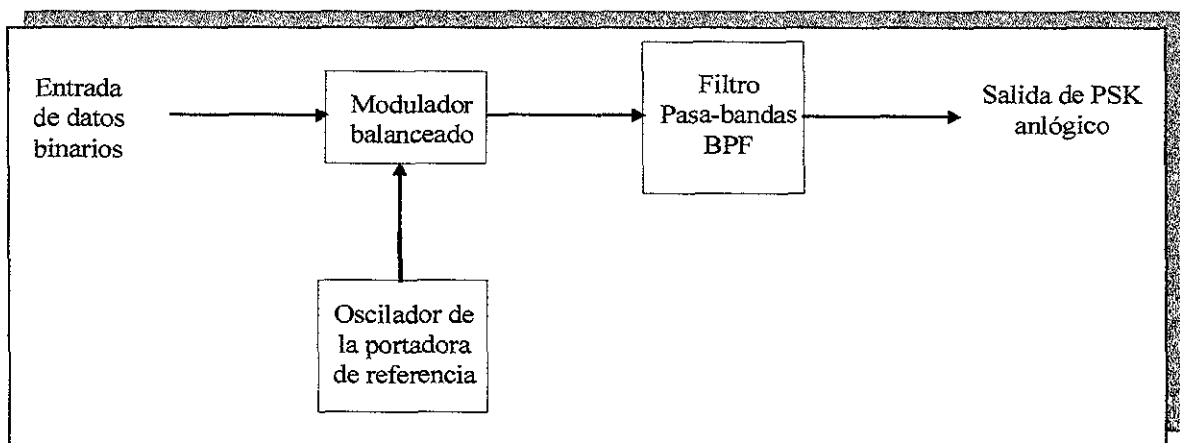 Entrada
de datos
binarios
Modulador
balanceado
Filtro
Pasa-bandas
BPF
Salida de PSK
anlógico
Oscilador de
la portadora
de referencia